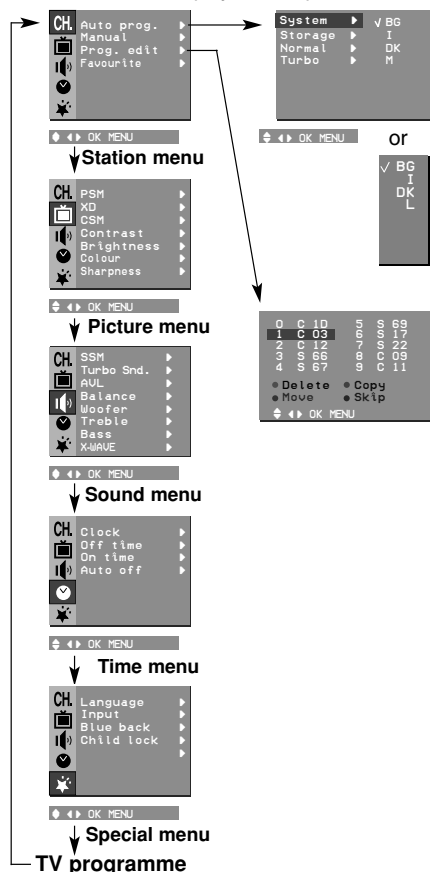 CH.
Auto prog.
Manual
Prog. edit
Favourite
OK MENU
System √ BG
Storage I
Normal DK
Turbo M
OK MENU
or
√ BG
I
DK
L
Station menu
CH.
PSM
XD
CSM
Contrast
Brightness
Colour
Sharpness
OK MENU
0 C 1D 5 S 69
1 C 03 6 S 17
2 C 12 7 S 22
3 S 66 8 C 09
4 S 67 9 C 11
Delete Copy
Move Skip
OK MENU
Picture menu
CH.
SSM
Turbo Snd.
AVL
Balance
Woofer
Treble
Bass
X-WAVE
OK MENU
Sound menu
CH.
Clock
Off time
On time
Auto off
OK MENU
Time menu
CH.
Language
Input
Blue back
Child lock
OK MENU
Special menu
TV programme